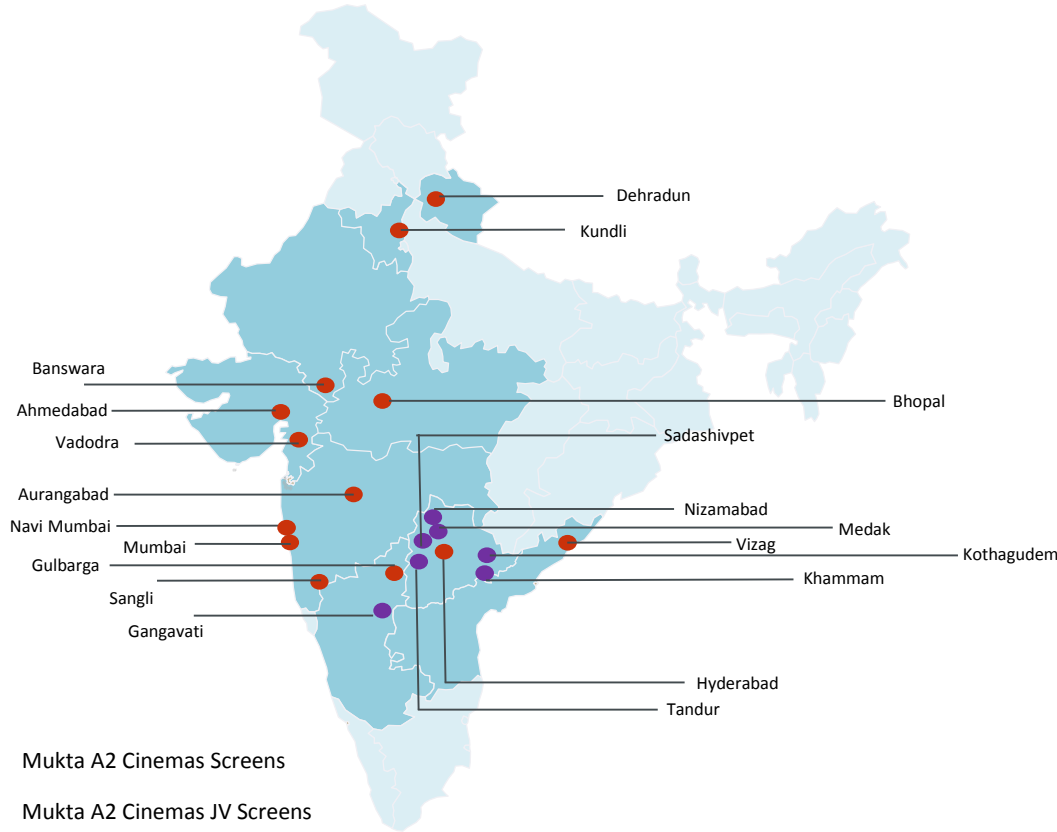 Dehradun
Kundli
Banswara
Ahmedabad
Bhopal
Vadodra
Sadashivpet
Aurangabad
Nizamabad
Navi Mumbai
Medak
Mumbai
Vizag
Kothagudem
Gulbarga
Khammam
Sangli
Gangavati
Hyderabad
Tandur
Mukta A2 Cinemas Screens
Mukta A2 Cinemas JV Screens